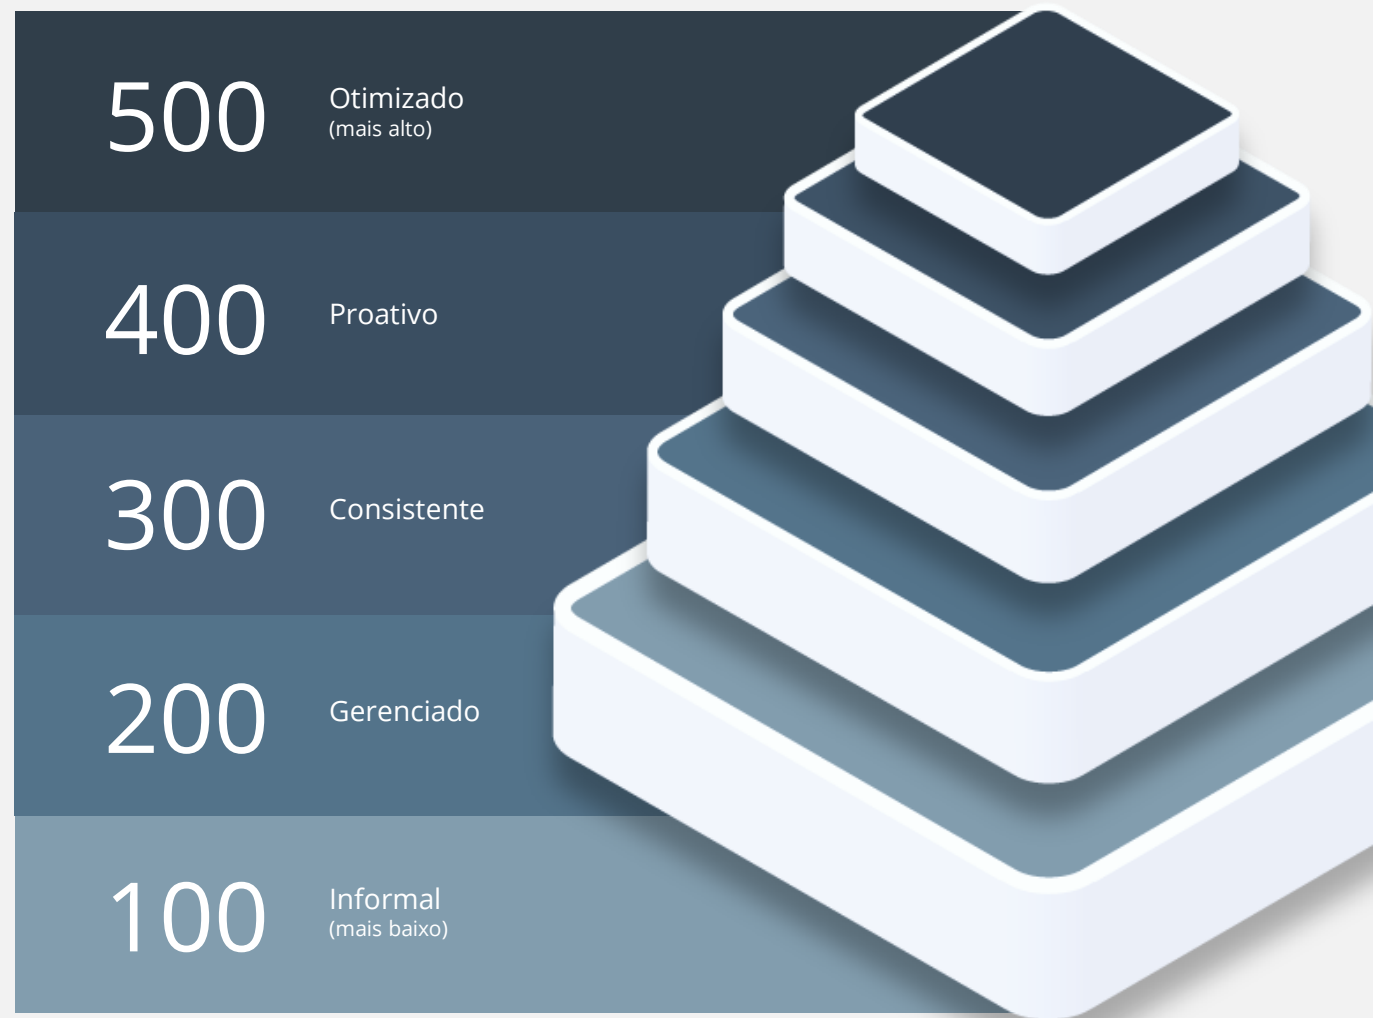 500
Otimizado
(mais alto)
400
Proativo
300
Consistente
200
Gerenciado
100
Informal
(mais baixo)